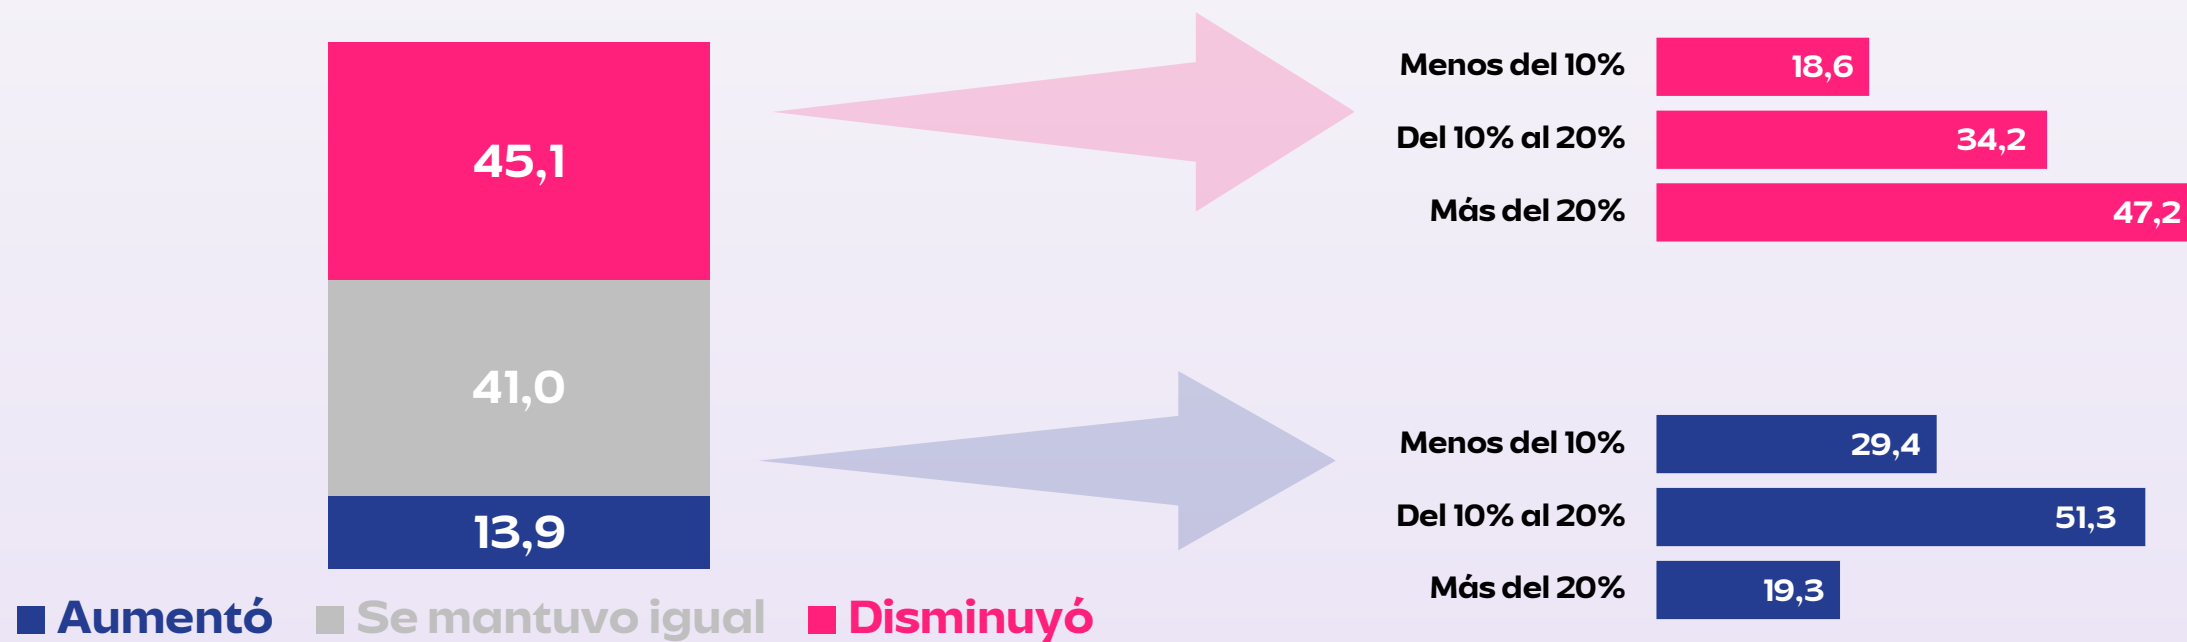 45,1
41,0
13,9
Menos del 10% 18,6
Del 10% al 20% 34,2
Más del 20% 47,2
Menos del 10% 29,4
Del 10% al 20% 51,3
Más del 20% 19,3
Aumentó Se mantuvo igual Disminuyó